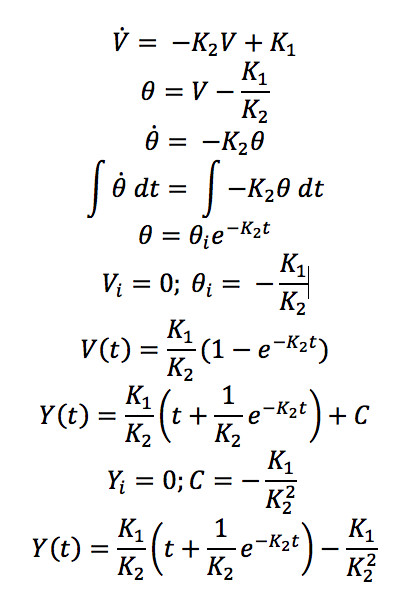 V̇ = −K₂V + K₁
θ = V − K₁/K₂
θ̇ = −K₂θ
∫ θ̇ dt = ∫ −K₂θ dt
θ = θᵢe^(−K₂t)
Vᵢ = 0; θᵢ = − K₁/K₂
V(t) = K₁/K₂ (1 − e^(−K₂t))
Y(t) = K₁/K₂ (t + 1/K₂ e^(−K₂t)) + C
Yᵢ = 0; C = − K₁/K₂²
Y(t) = K₁/K₂ (t + 1/K₂ e^(−K₂t)) − K₁/K₂²